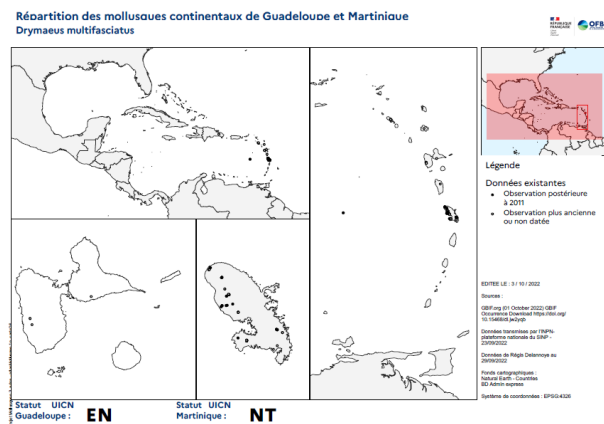 Répartition des mollusques continentaux de Guadeloupe et Martinique
Drymaeus multifasciatus
RÉPUBLIQUE
FRANÇAISE
OFB
Légende
Données existantes
Observation postérieure
à 2011
Observation plus ancienne
ou non datée
EDITEE LE : 3 / 10 / 2022
Sources :
GBIF.org (01 October 2022) GBIF
Occurrence Download https://doi.org/
Données transmises par l'INPN-
plateforme nationale du SINP -
23/09/2022
Données de Régis Delannoye au
29/09/2022
Fonds cartographiques :
Natural Earth - Countries
BD Admin express
Système de coordonnées : EPSG:4326
Statut UICN
Guadeloupe : EN
Statut UICN
Martinique : NT